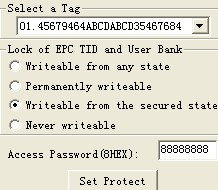 Select a Tag
01.45679464ABCDABCD35467684
Lock of EPC TID and User Bank
Writeable from any state
Permanently writeable
Writeable from the secured state
Never writeable
Access Password(8HEX): 88888888
Set Protect